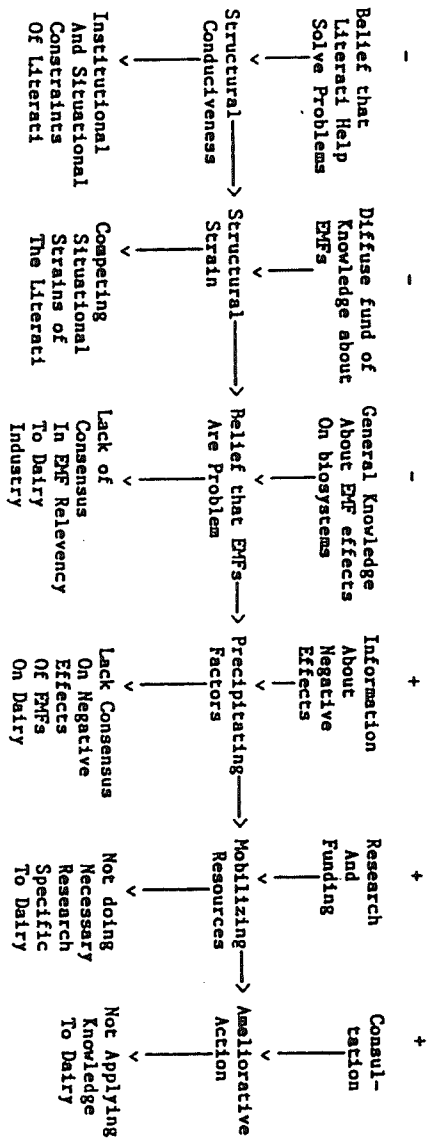 -
-
-
+
+
+
Belief that
Literati Help
Solve Problems
Diffuse fund of
Knowledge about
EMFs
General Knowledge
About EMF effects
On biosystems
Information
About
Negative
Effects
Research
And
Funding
Consul-
tation
Structural
Conduciveness
Structural
Strain
Belief that EMFs
Are Problem
Precipitating
Factors
Mobilizing
Resources
Ameliorative
Action
Institutional
And Situational
Constraints
Of Literati
Competing
Situational
Strains of
The Literati
Lack of
Consensus
In EMF Relevency
To Dairy
Industry
Lack Consensus
On Negative
Effects
Of EMFs
On Dairy
Not doing
Necessary
Research
Specific
To Dairy
Not Applying
Knowledge
To Dairy